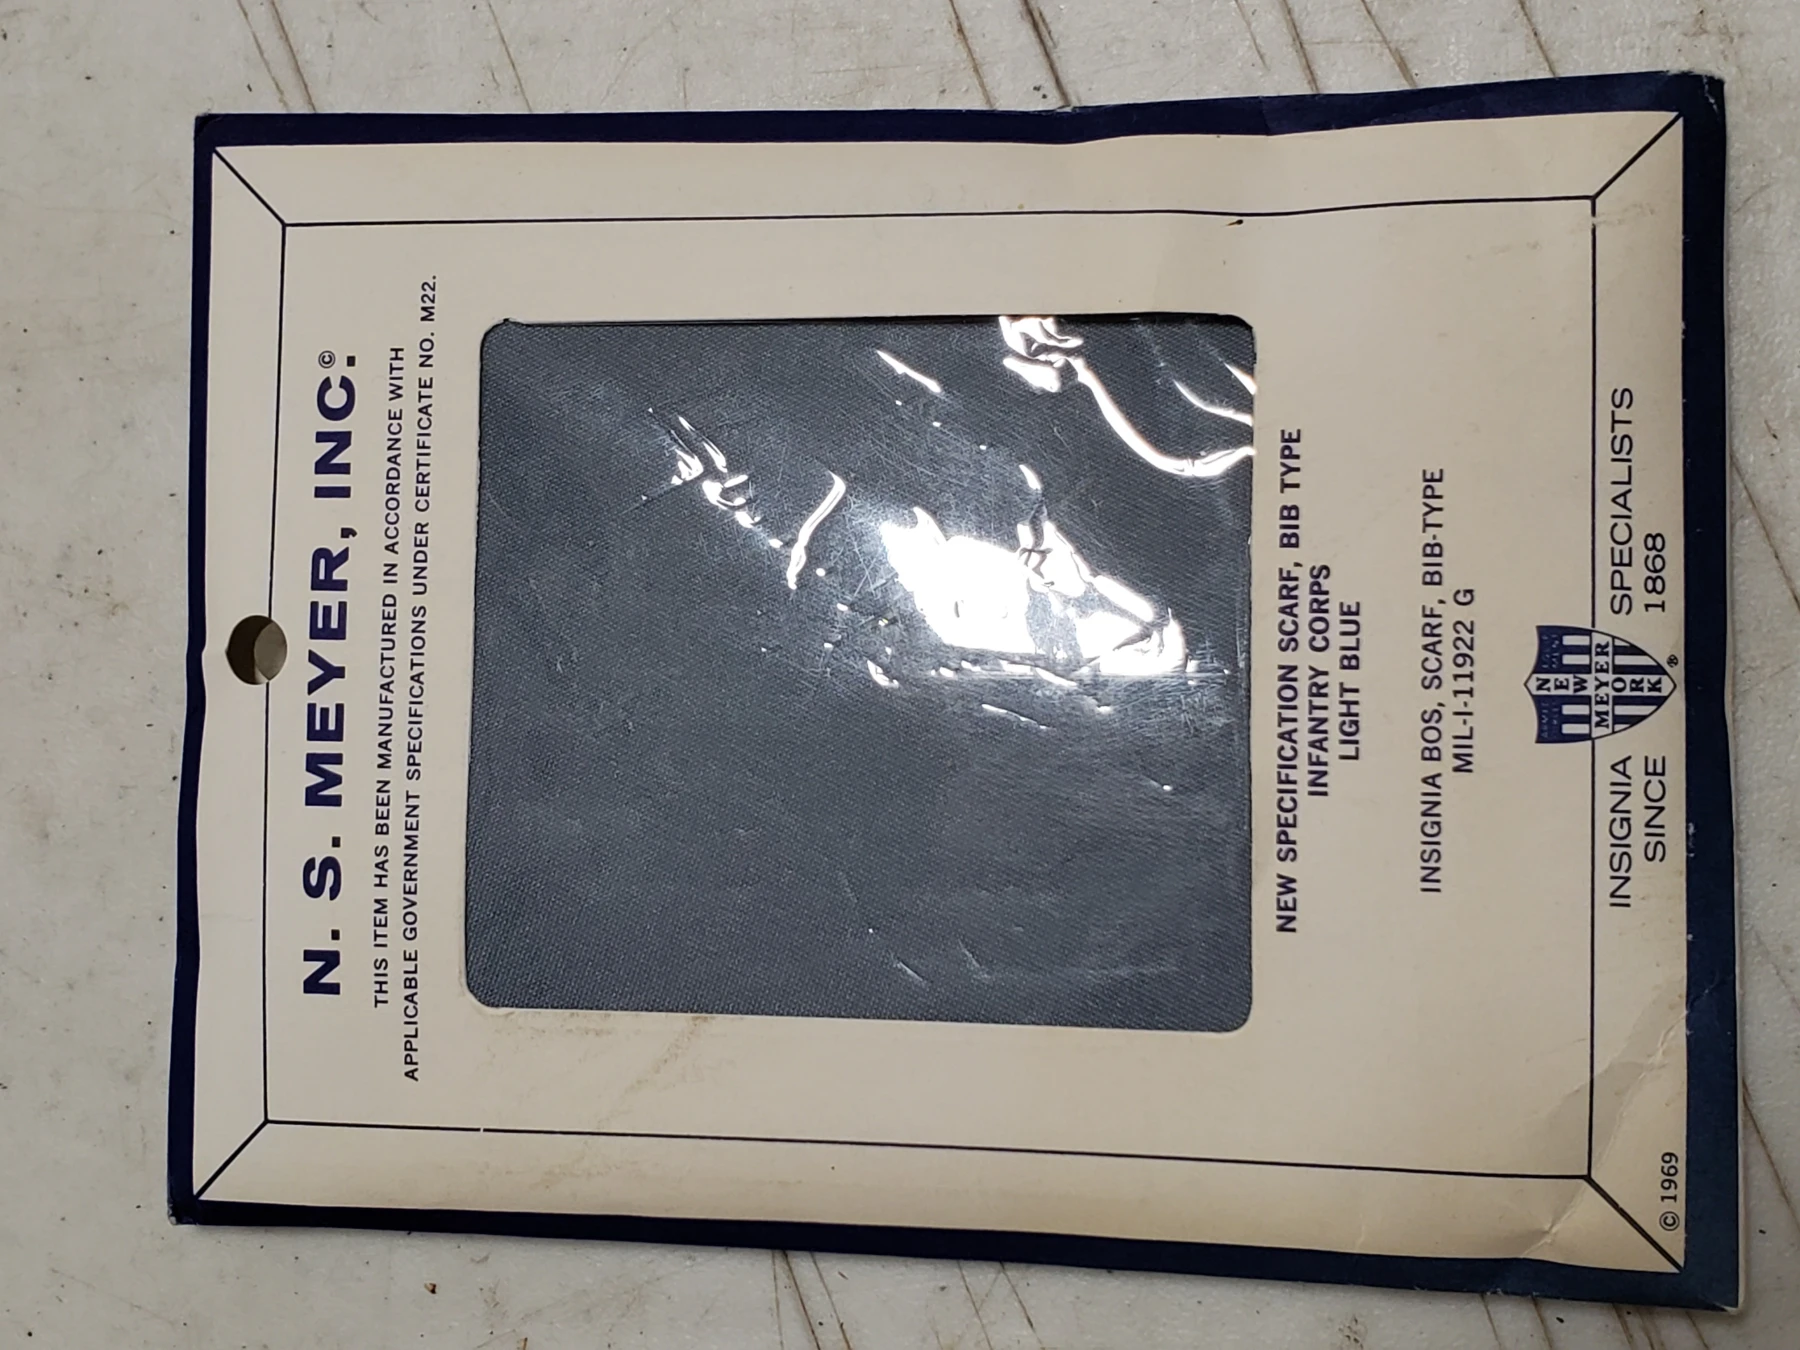 N. S. MEYER, INC.©
THIS ITEM HAS BEEN MANUFACTURED IN ACCORDANCE WITH
APPLICABLE GOVERNMENT SPECIFICATIONS UNDER CERTIFICATE NO. M22.
NEW SPECIFICATION SCARF, BIB TYPE
INFANTRY CORPS
LIGHT BLUE
INSIGNIA BOS, SCARF, BIB-TYPE
MIL-I-11922 G
NEW
MEYER
YORK
®
INSIGNIA SPECIALISTS
SINCE 1868
© 1969